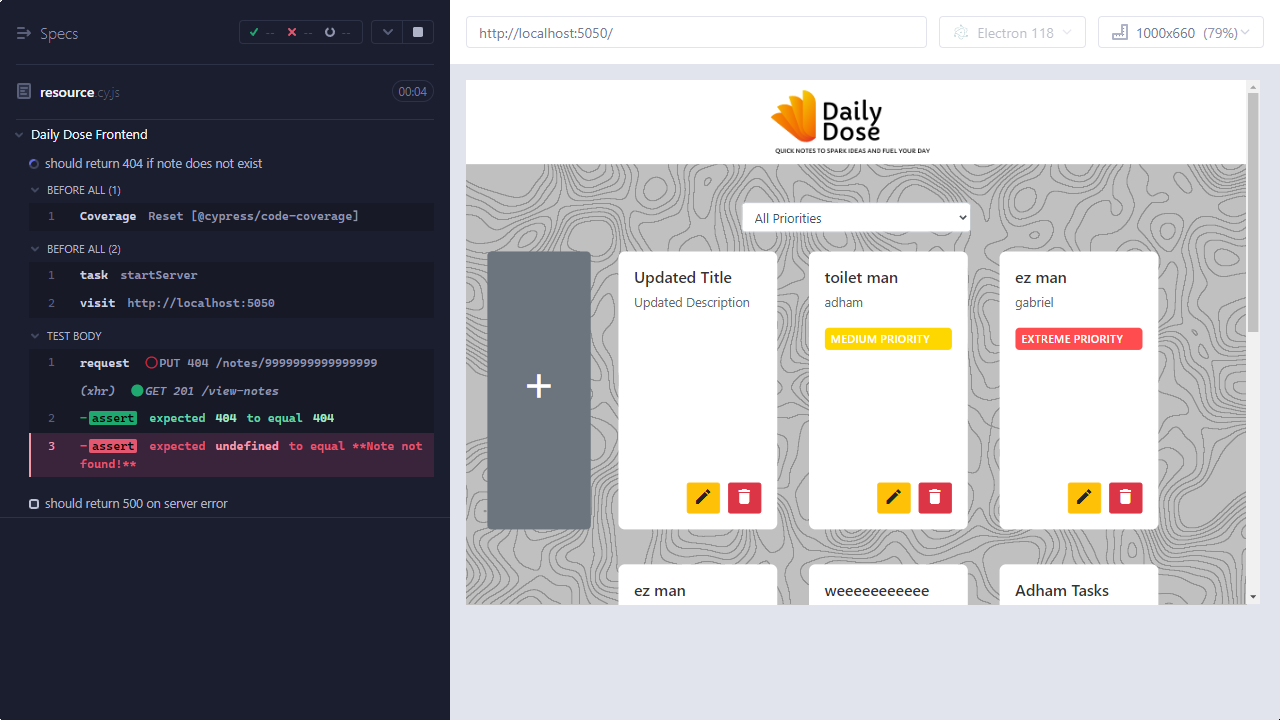 Specs
-- -- --
resource.cy.js
00:04
Daily Dose Frontend
should return 404 if note does not exist
BEFORE ALL (1)
1 Coverage Reset [@cypress/code-coverage]
BEFORE ALL (2)
1 task startServer
2 visit http://localhost:5050
TEST BODY
1 request PUT 404 /notes/9999999999999999
(xhr) GET 201 /view-notes
2 -assert expected 404 to equal 404
3 -assert expected undefined to equal **Note not
found!**
should return 500 on server error
http://localhost:5050/
Electron 118
1000x660 (79%)
Daily
Dose
QUICK NOTES TO SPARK IDEAS AND FUEL YOUR DAY
All Priorities
+
Updated Title
Updated Description
toilet man
adham
MEDIUM PRIORITY
ez man
gabriel
EXTREME PRIORITY
ez man
weeeeeeeeeee
Adham Tasks